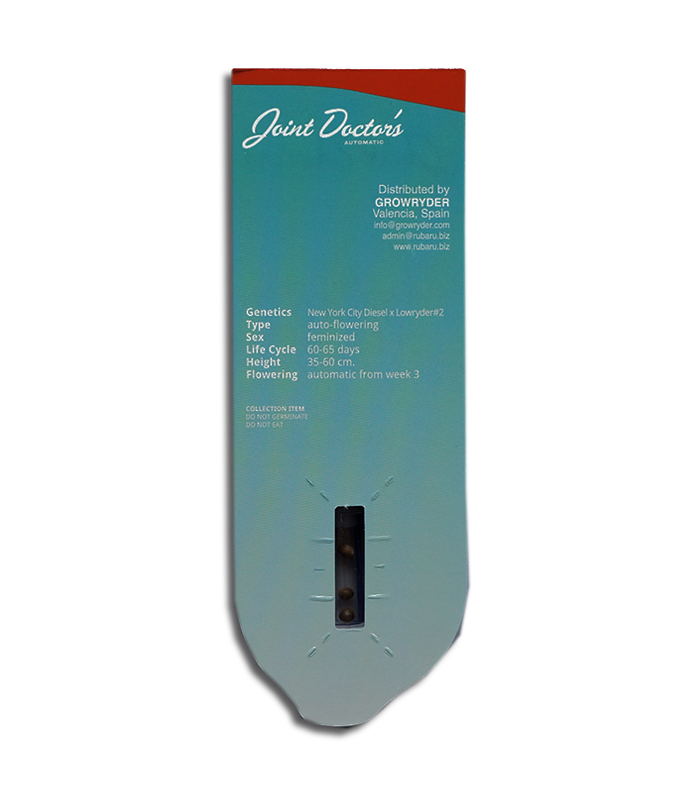 Joint Doctor's
AUTOMATIC
Distributed by
GROWRYDER
Valencia, Spain
info@growryder.com
admin@rubaru.biz
www.rubaru.biz
Genetics New York City Diesel x Lowryder#2
Type auto-flowering
Sex feminized
Life Cycle 60-65 days
Height 35-60 cm.
Flowering automatic from week 3
COLLECTION ITEM
DO NOT GERMINATE
DO NOT EAT